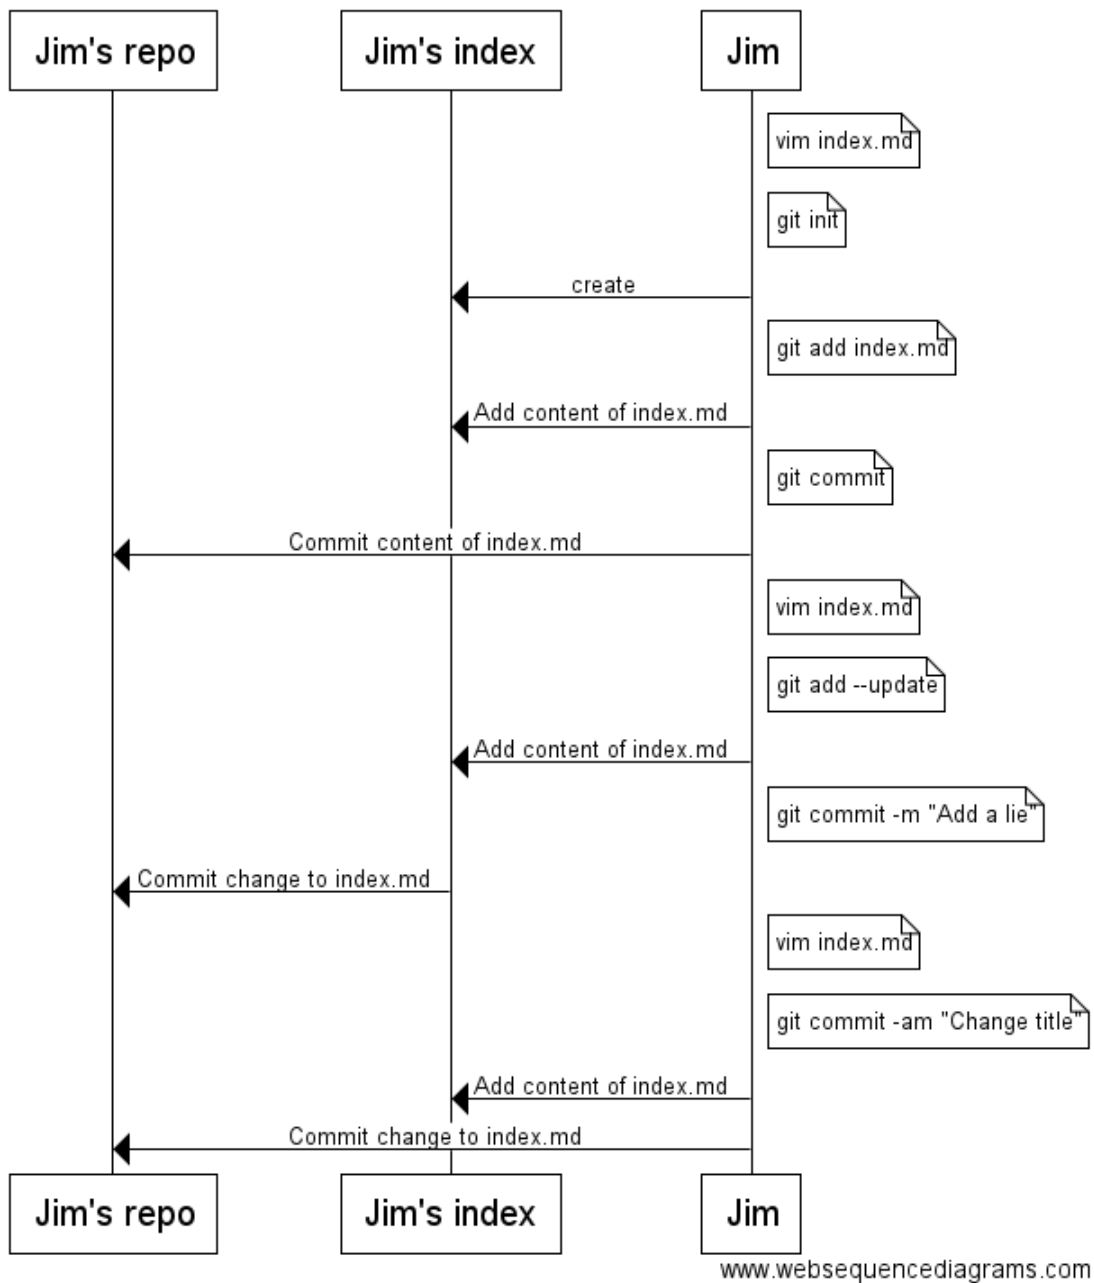 Jim's repo
Jim's index
Jim
vim index.md
git init
create
git add index.md
Add content of index.md
git commit
Commit content of index.md
vim index.md
git add --update
Add content of index.md
git commit -m "Add a lie"
Commit change to index.md
vim index.md
git commit -am "Change title"
Add content of index.md
Commit change to index.md
Jim's repo
Jim's index
Jim
www.websequencediagrams.com